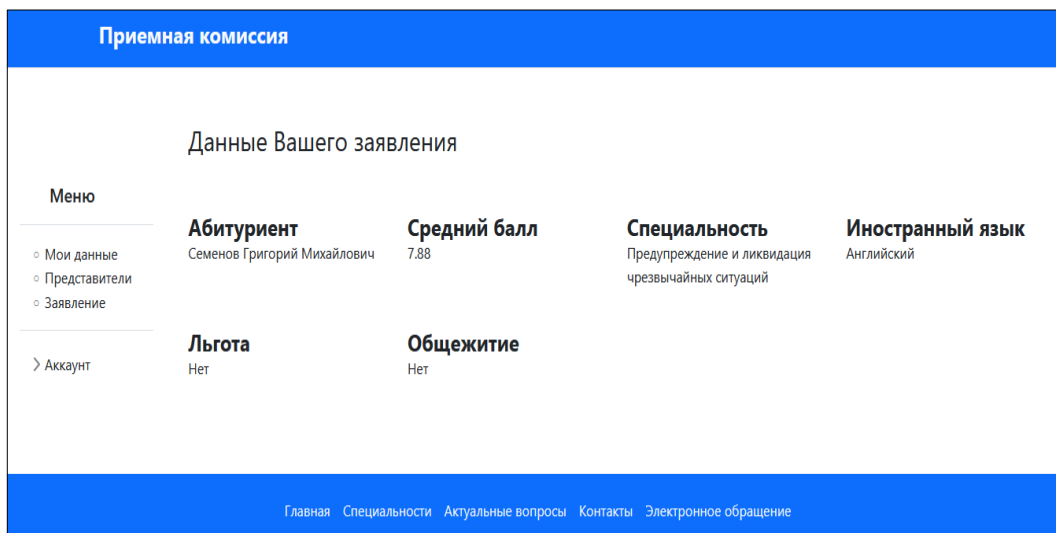 Приемная комиссия
Данные Вашего заявления
Меню
Мои данные
Представители
Заявление
Аккаунт
Абитуриент
Семенов Григорий Михайлович
Средний балл
7.88
Специальность
Предупреждение и ликвидация
чрезвычайных ситуаций
Иностранный язык
Английский
Льгота
Нет
Общежитие
Нет
Главная Специальности Актуальные вопросы Контакты Электронное обращение